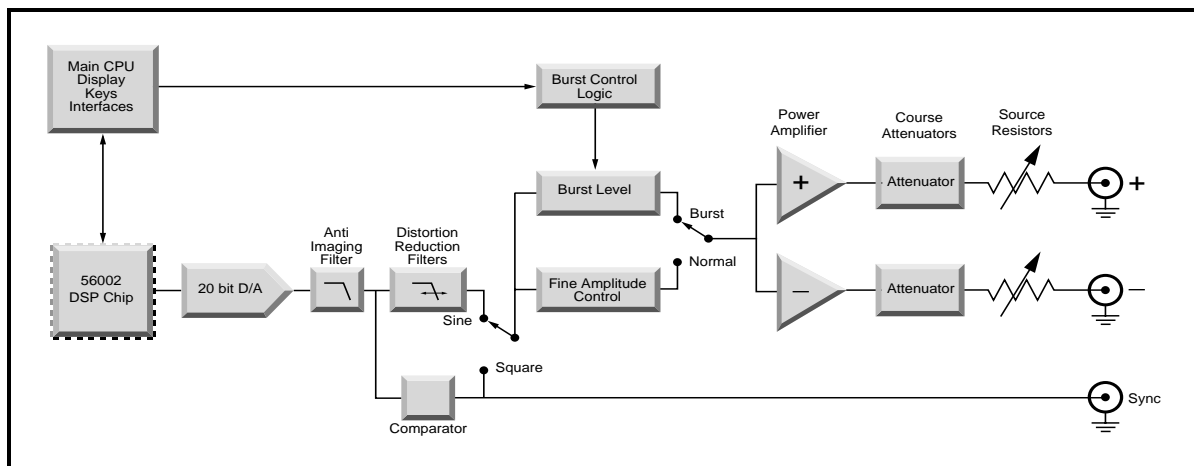 Main CPU
Display
Keys
Interfaces
Burst Control
Logic
Power
Amplifier
Course
Attenuators
Source
Resistors
Burst Level
+
Attenuator
+
Burst
Anti
Imaging
Filter
Distortion
Reduction
Filters
Normal
56002
DSP Chip
20 bit D/A
Fine Amplitude
Control
−
Attenuator
−
Sine
Square
Comparator
Sync